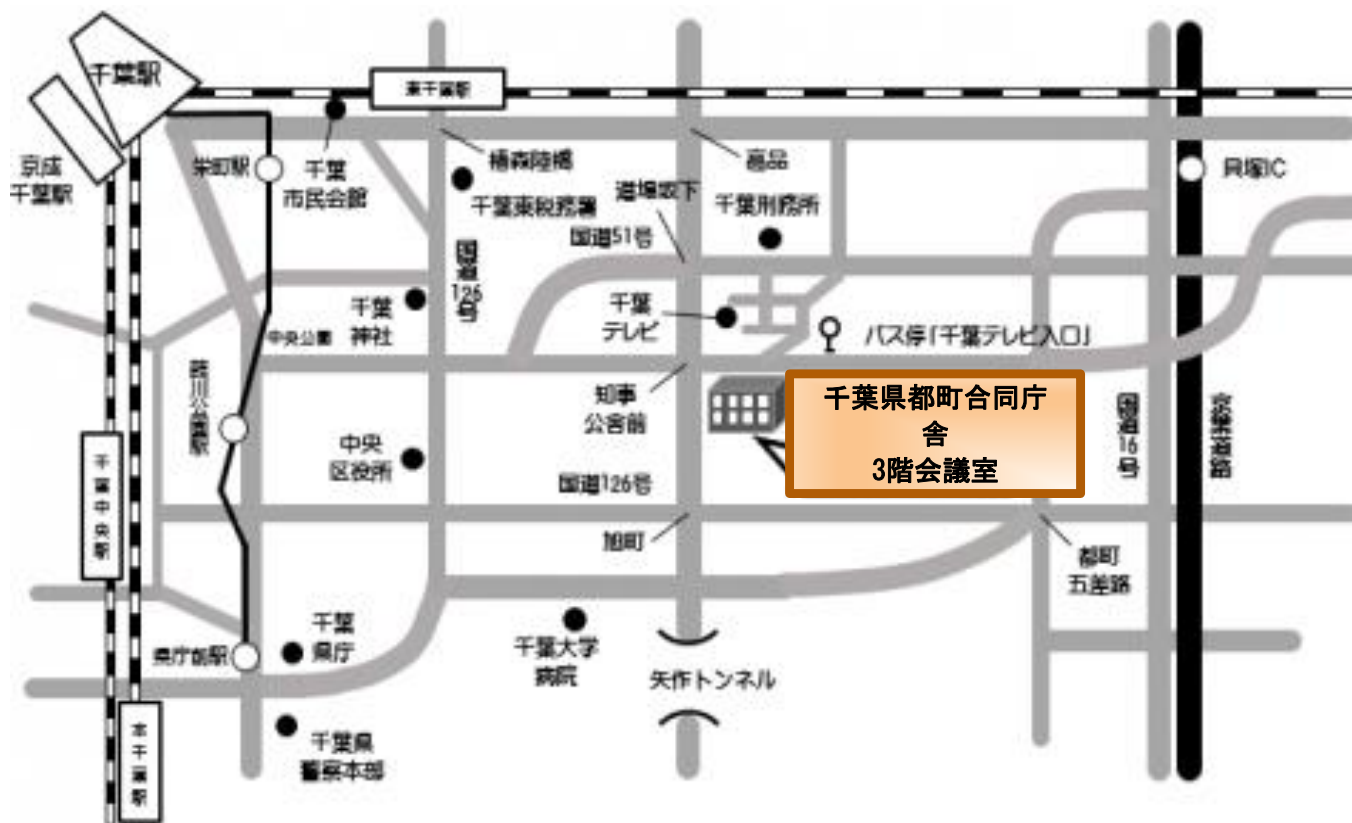 千葉駅
東千葉駅
京成
千葉駅
栄町駅
千葉
市民会館
椿森陸橋
高品
貝塚IC
千葉東税務署
道場坂下
千葉刑務所
国道51号
国道126号
千葉
神社
千葉
テレビ
中央公園
バス停「千葉テレビ入口」
葭川公園駅
知事
公舎前
千葉県都町合同庁
舎
3階会議室
国道16号
京葉道路
中央
区役所
国道126号
千葉中央駅
旭町
都町
五差路
千葉
県庁
県庁前駅
千葉大学
病院
矢作トンネル
本千葉駅
千葉県
警察本部